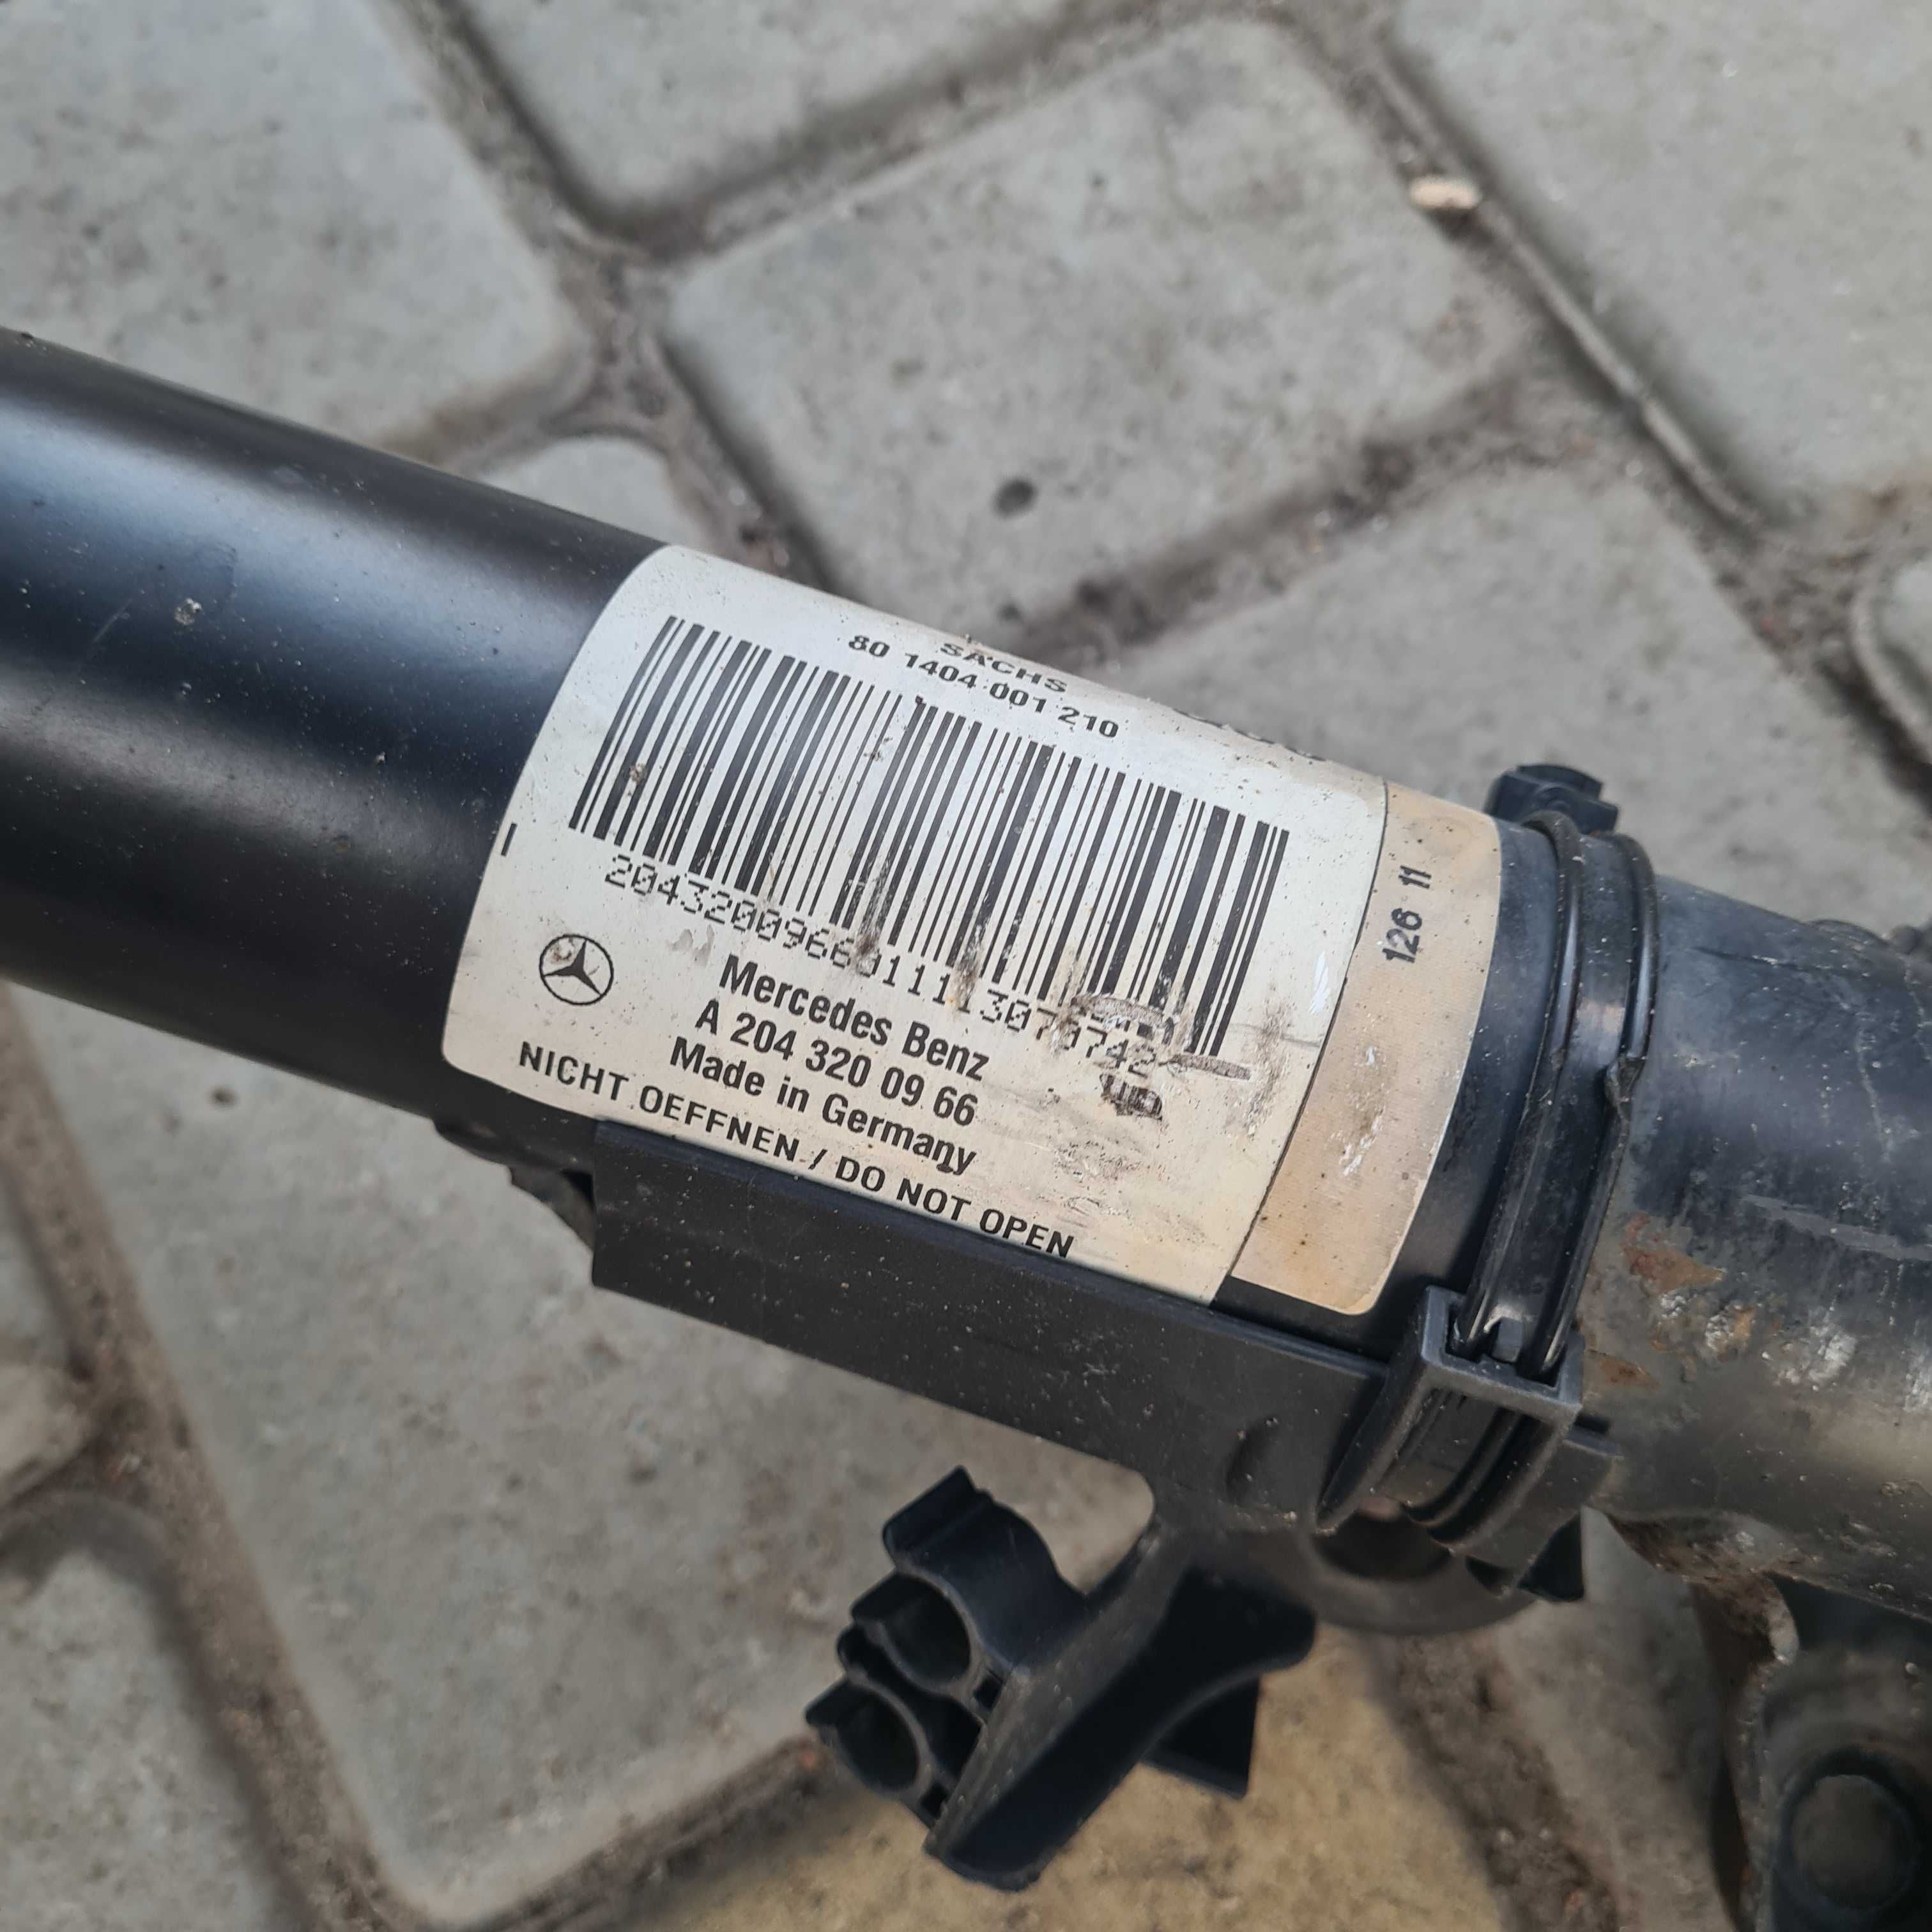 SACHS
80 1404 001 210
Mercedes Benz
A 204 320 09 66
Made in Germany
NICHT OEFFNEN / DO NOT OPEN
126 11